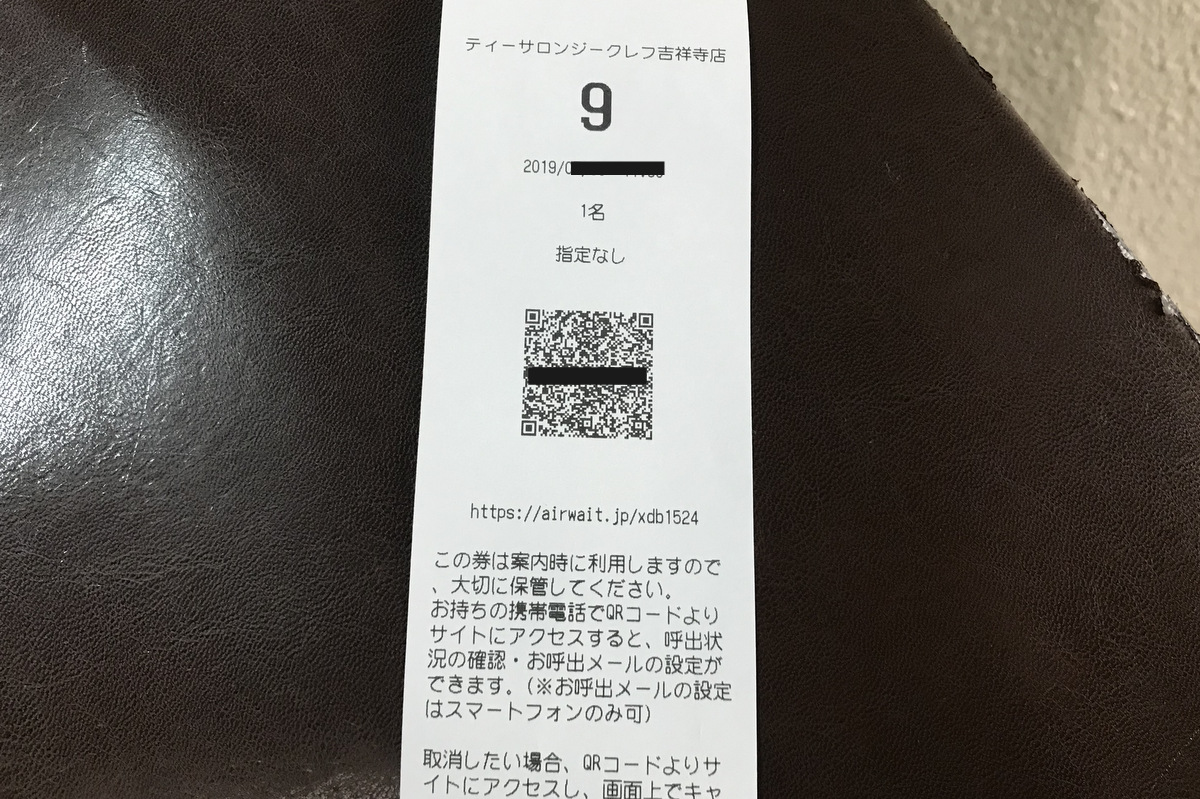 ティーサロンジークレフ吉祥寺店
9
2019/0
1名
指定なし
https://airwait.jp/xdb1524
この券は案内時に利用しますので
、大切に保管してください。
お持ちの携帯電話でQRコードより
サイトにアクセスすると、呼出状
況の確認・お呼出メールの設定が
できます。(※お呼出メールの設定
はスマートフォンのみ可)
取消したい場合、QRコードよりサ
イトにアクセスし、画面上でキャ